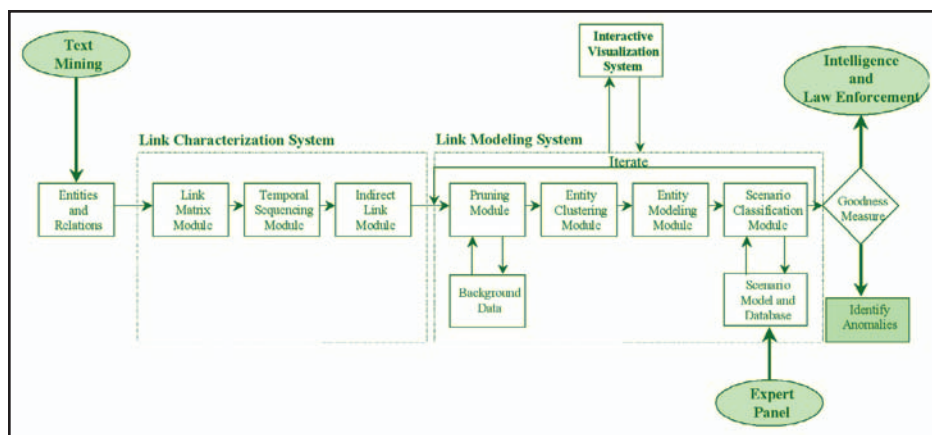 Text
Mining
Interactive
Visualization
System
Intelligence
and
Law Enforcement
Link Characterization System
Link Modeling System
Iterate
Entities and
Relations
Link
Matrix
Module
Temporal
Sequencing
Module
Indirect
Link
Module
Pruning
Module
Entity
Clustering
Module
Entity
Modeling
Module
Scenario
Classification
Module
Goodness
Measure
Background
Data
Scenario
Model and
Database
Identify
Anomalies
Expert
Panel